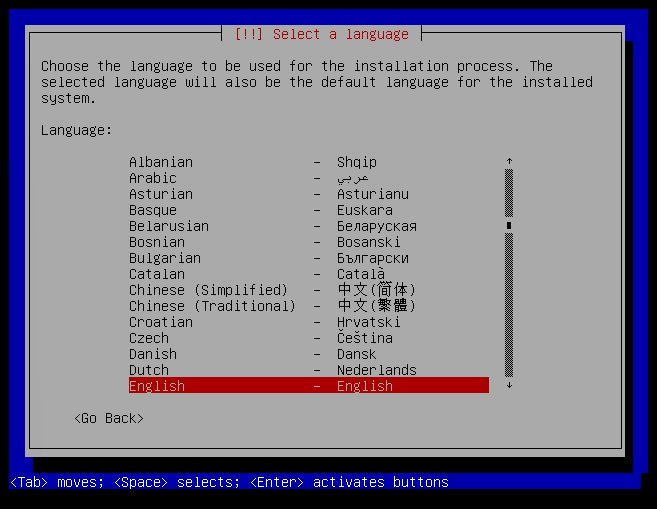 [!!] Select a language
Choose the language to be used for the installation process. The
selected language will also be the default language for the installed
system.
Language:
Albanian - Shqip ↑
Arabic - عربي
Asturian - Asturianu
Basque - Euskara
Belarusian - Беларуская
Bosnian - Bosanski
Bulgarian - Български
Catalan - Català
Chinese (Simplified) - 中文(简体)
Chinese (Traditional) - 中文(繁體)
Croatian - Hrvatski
Czech - Čeština
Danish - Dansk
Dutch - Nederlands
English - English ↓
<Go Back>
<Tab> moves; <Space> selects; <Enter> activates buttons